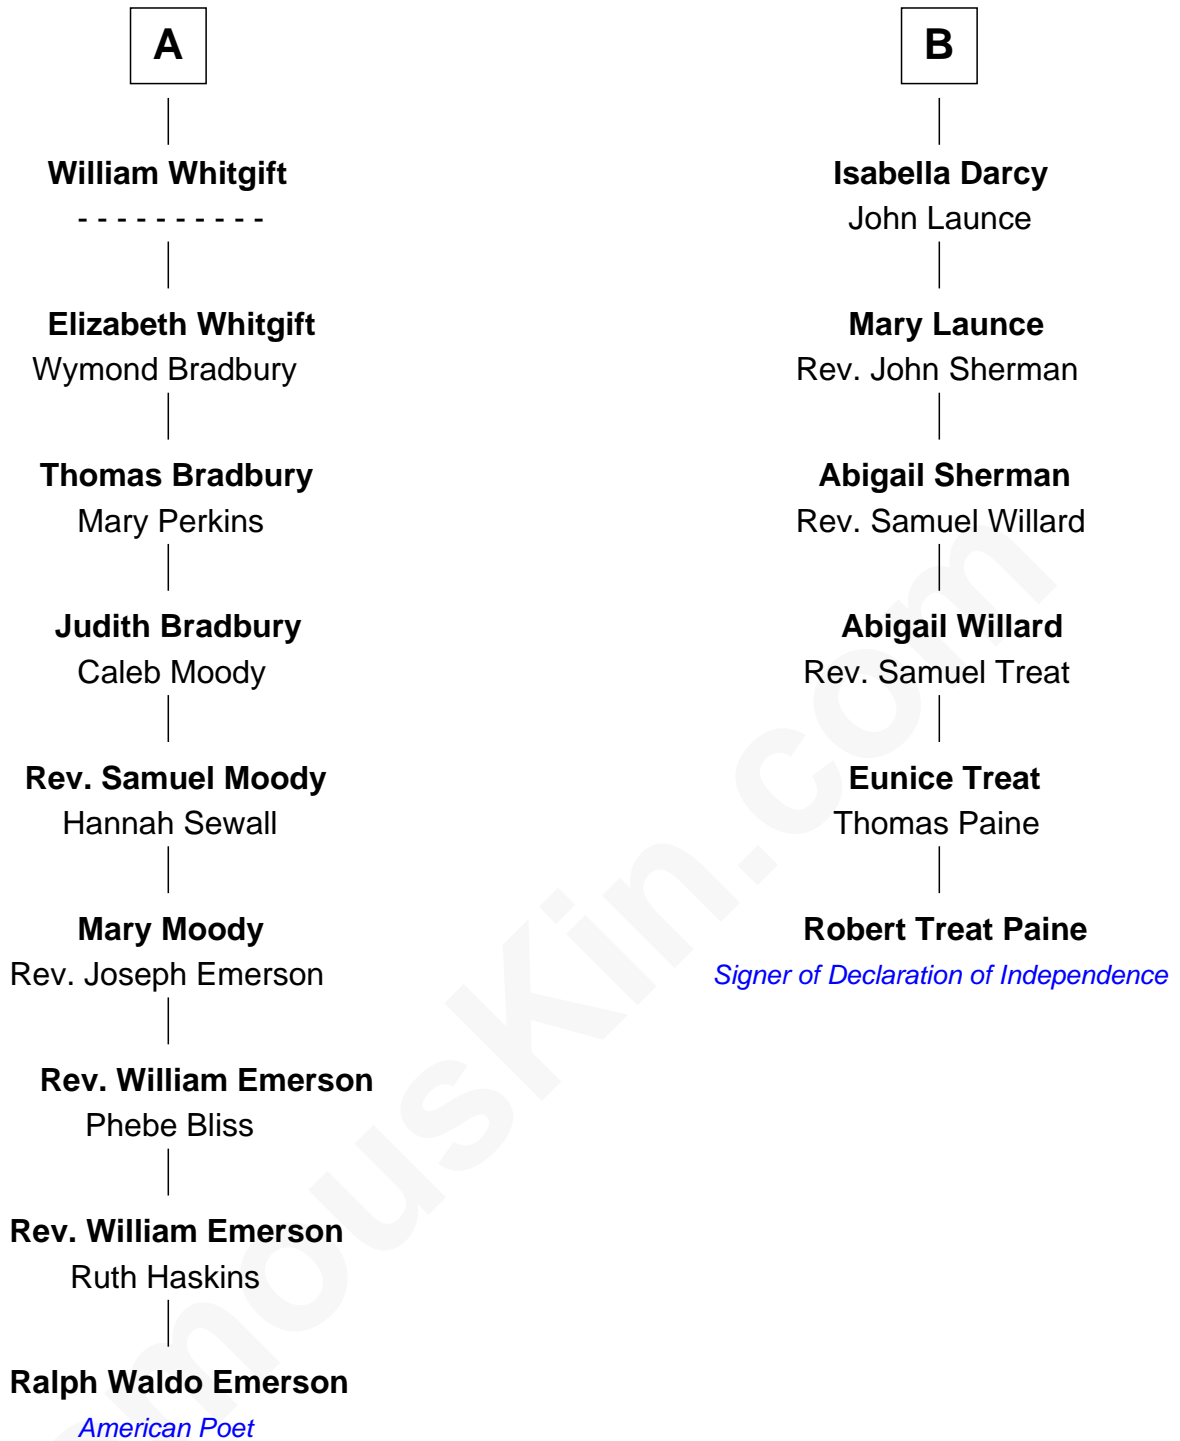 A
William Whitgift
- - - - - - - - - -
Elizabeth Whitgift
Wymond Bradbury
Thomas Bradbury
Mary Perkins
Judith Bradbury
Caleb Moody
Rev. Samuel Moody
Hannah Sewall
Mary Moody
Rev. Joseph Emerson
Rev. William Emerson
Phebe Bliss
Rev. William Emerson
Ruth Haskins
Ralph Waldo Emerson
American Poet
B
Isabella Darcy
John Launce
Mary Launce
Rev. John Sherman
Abigail Sherman
Rev. Samuel Willard
Abigail Willard
Rev. Samuel Treat
Eunice Treat
Thomas Paine
Robert Treat Paine
Signer of Declaration of Independence
mousKin.com